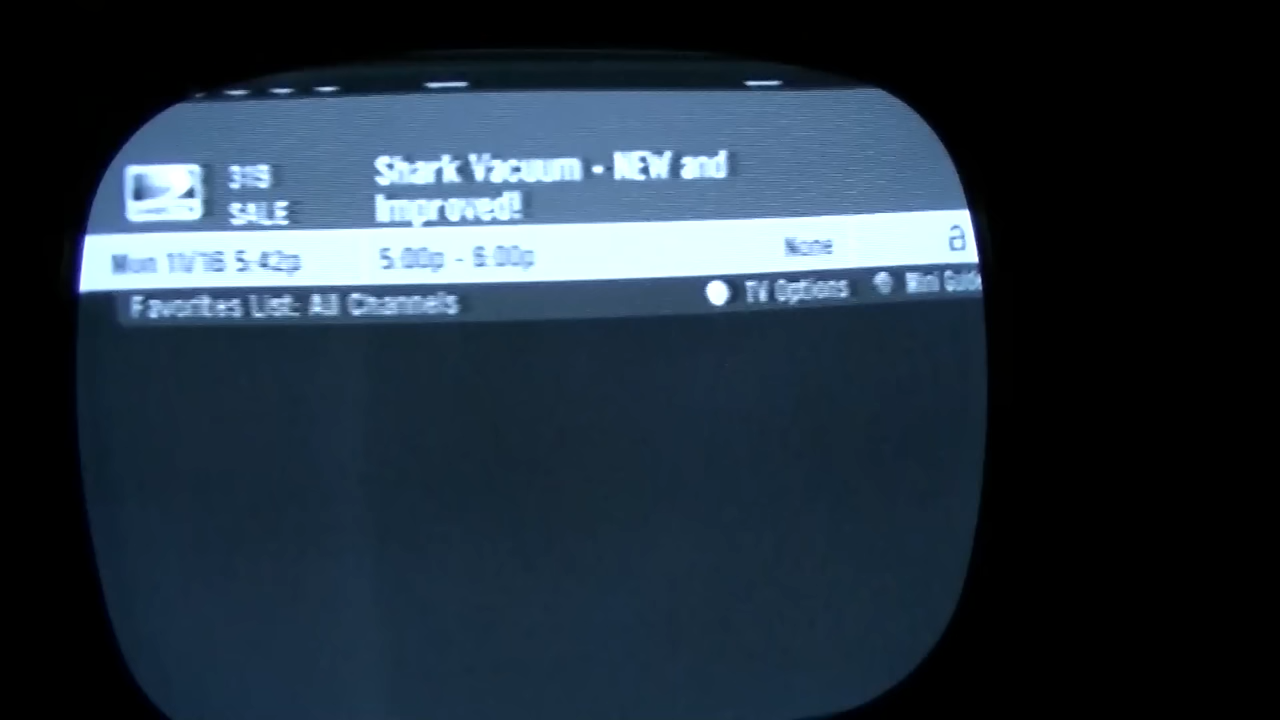 SALE
Shark Vacuum - NEW and
Improved!
Mon 11/16 5:42p 5:00p - 6:00p None
Favorites List: All Channels TV Options Mini Guide